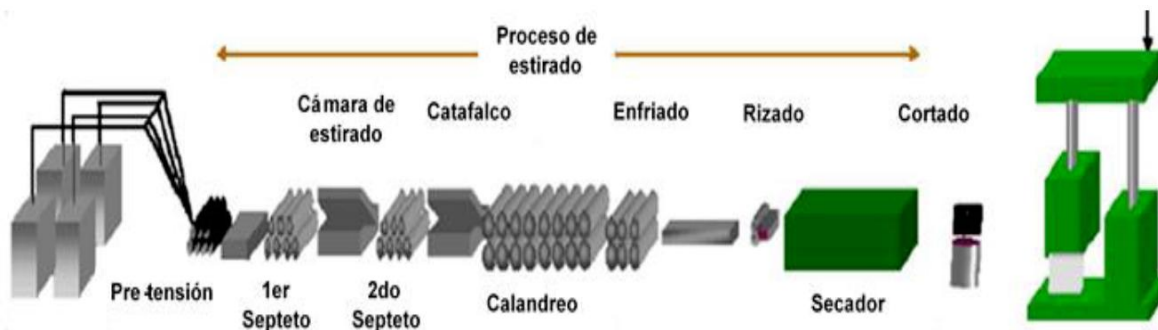 Proceso de
estirado
Cámara de
estirado
Catafalco
Enfriado
Rizado
Cortado
Pre-tensión
1er
Septeto
2do
Septeto
Calandreo
Secador